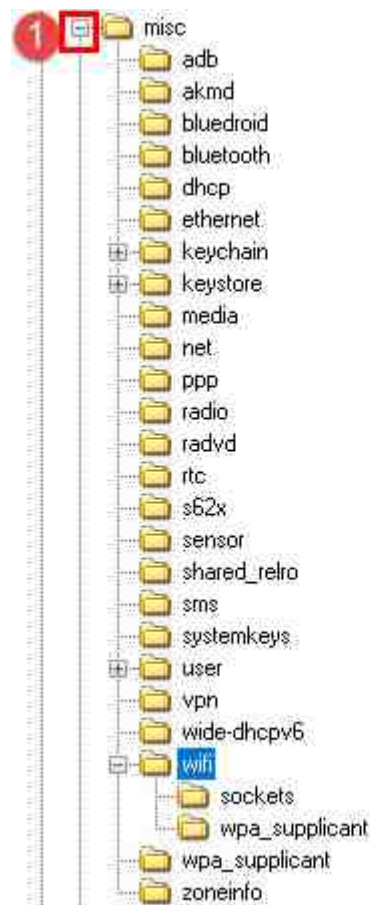 1 misc
adb
akmd
bluedroid
bluetooth
dhcp
ethernet
keychain
keystore
media
net
ppp
radio
radvd
rtc
s62x
sensor
shared_relro
sms
systemkeys
user
vpn
wide-dhcpv6
wifi
sockets
wpa_supplicant
wpa_supplicant
zoneinfo